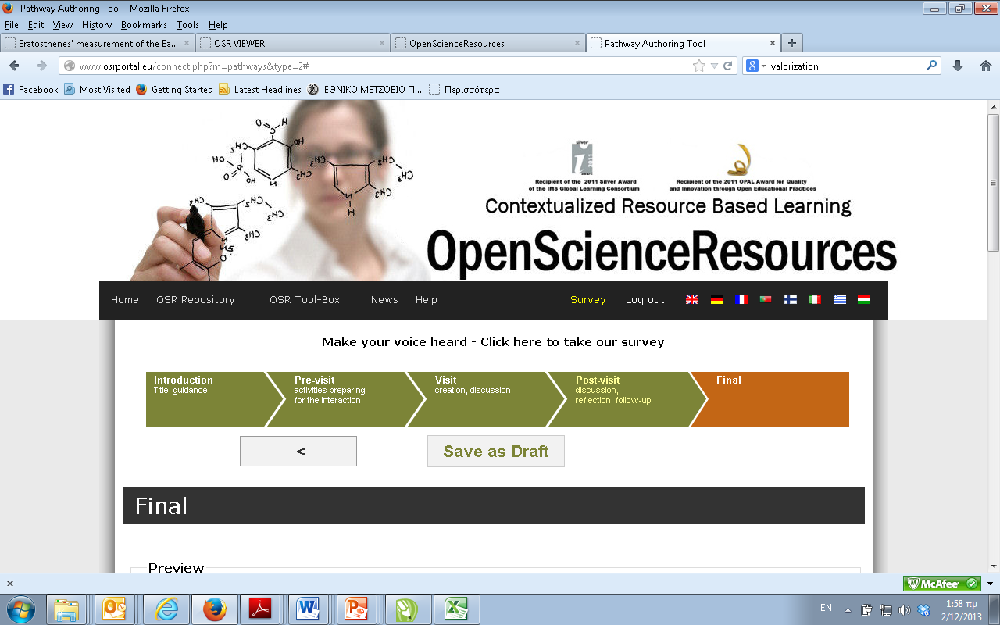 Pathway Authoring Tool - Mozilla Firefox
File Edit View History Bookmarks Tools Help
Eratosthenes' measurement of the Ea... OSR VIEWER OpenScienceResources Pathway Authoring Tool
www.osrportal.eu/connect.php?m=pathways&type=2# valorization
Facebook Most Visited Getting Started Latest Headlines ΕΘΝΙΚΟ ΜΕΤΣΟΒΙΟ Π... Περισσότερα
silver
2011
award
Recipient of the 2011 Silver Award
of the IMS Global Learning Consortium
Recipient of the 2011 OPAL Award for Quality
and Innovation through Open Educational Practices
Contextualized Resource Based Learning
OpenScienceResources
Home OSR Repository OSR Tool-Box News Help Survey Log out
Make your voice heard - Click here to take our survey
Introduction
Title, guidance
Pre-visit
activities preparing
for the interaction
Visit
creation, discussion
Post-visit
discussion,
reflection, follow-up
Final
<
Save as Draft
Final
Preview
McAfee
EN
1:58 πμ
2/12/2013